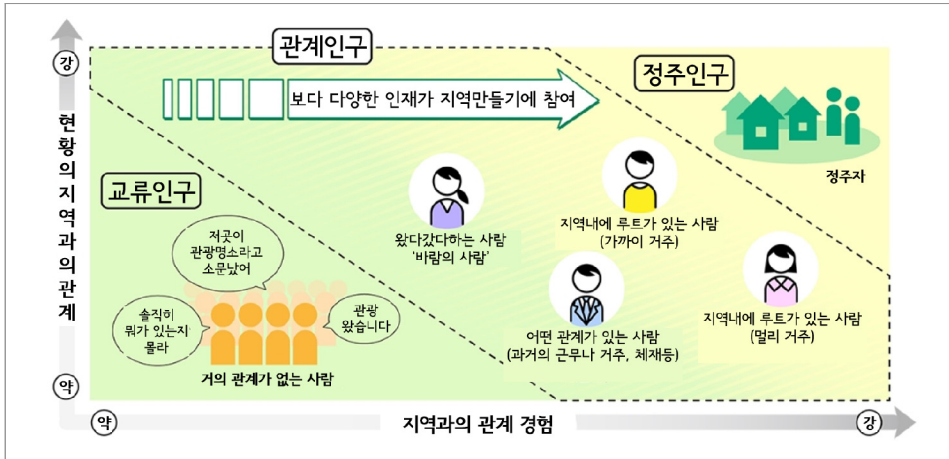 관계인구
강
정주인구
보다 다양한 인재가 지역만들기에 참여
현황의 지역과의 관계
정주자
교류인구
저곳이
관광명소라고
소문났어
왔다갔다하는 사람
'바람의 사람'
지역내에 루트가 있는 사람
(가까이 거주)
솔직히
뭐가 있는지
몰라
관광
왔습니다
어떤 관계가 있는 사람
(과거의 근무나 거주, 체재등)
지역내에 루트가 있는 사람
(멀리 거주)
거의 관계가 없는 사람
약
약
지역과의 관계 경험
강